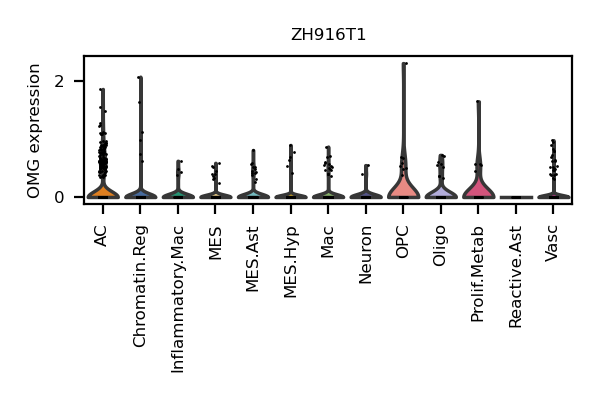 ZH916T1
OMG expression
2
0
AC
Chromatin.Reg
Inflammatory.Mac
MES
MES.Ast
MES.Hyp
Mac
Neuron
OPC
Oligo
Prolif.Metab
Reactive.Ast
Vasc